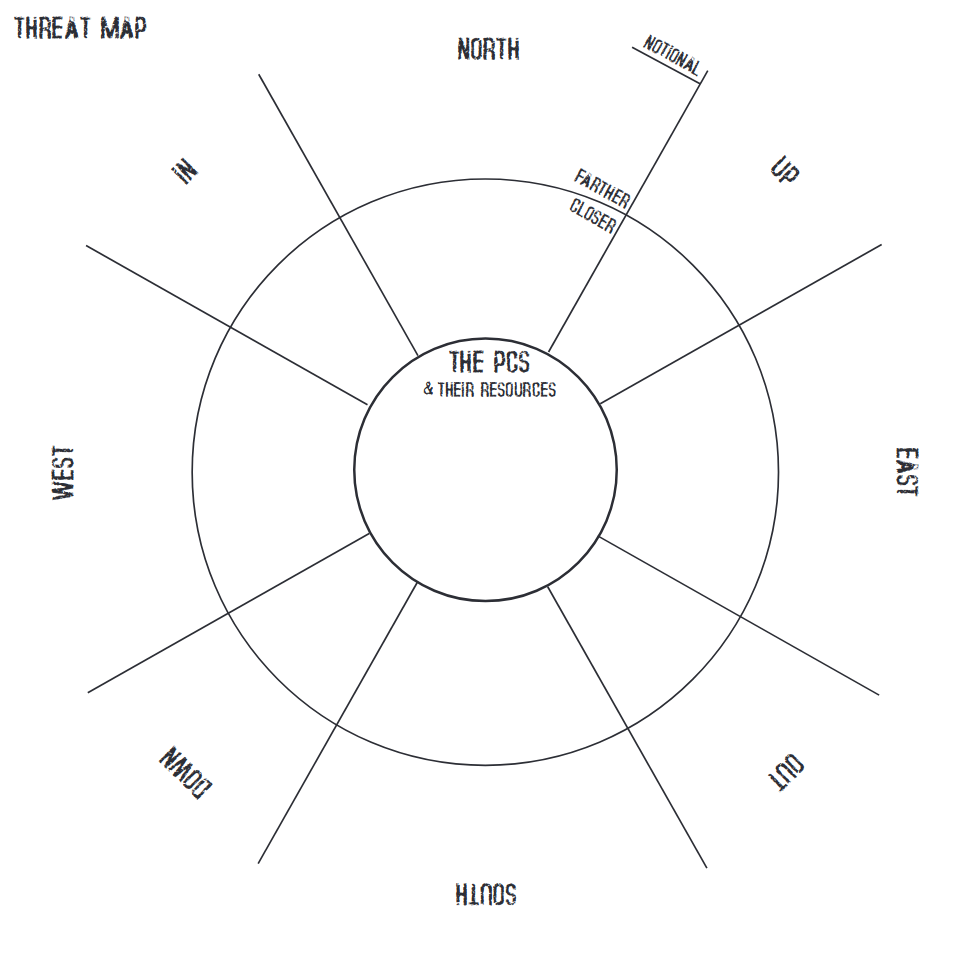 THREAT MAP
NORTH
NOTIONAL
IN
UP
FARTHER
CLOSER
THE PCS
& THEIR RESOURCES
WEST
EAST
DOWN
OUT
SOUTH